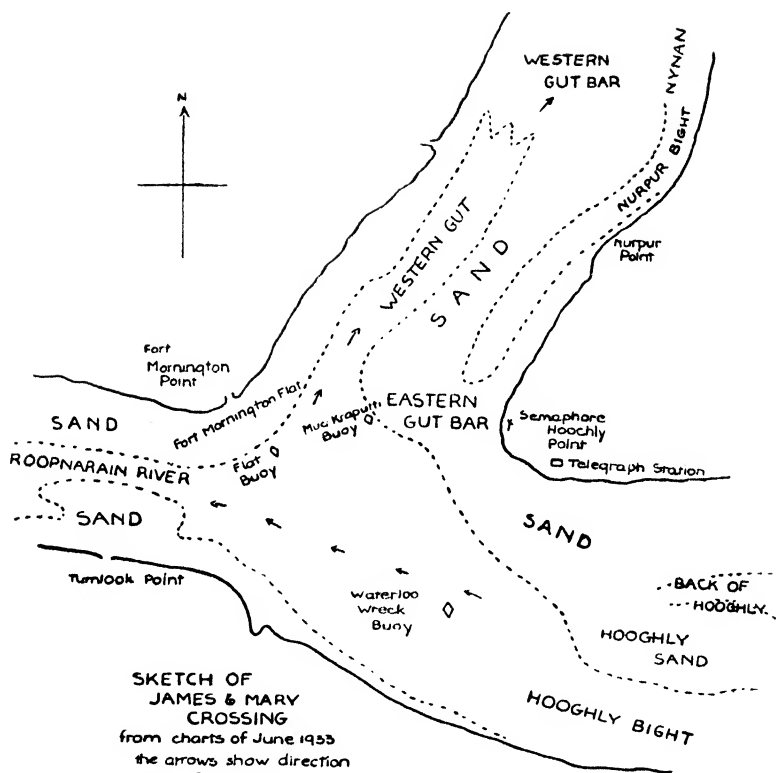 N
WESTERN
GUT BAR
NYNAN
NURPUR BIGHT
Nurpur
Point
WESTERN GUT
SAND
Fort
Mornington
Point
SAND
Fort Mornington Flat
Buoy
EASTERN
GUT BAR
Semaphore
Hoochly
Point
Telegraph Station
ROOPNARAIN RIVER
Flat
Buoy
SAND
SAND
Tumlook Point
Waterloo
Wreck
Buoy
BACK OF
HOOGHLY
HOOGHLY
SAND
HOOGHLY BIGHT
SKETCH OF
JAMES & MARY
CROSSING
from charts of June 1933
the arrows show direction